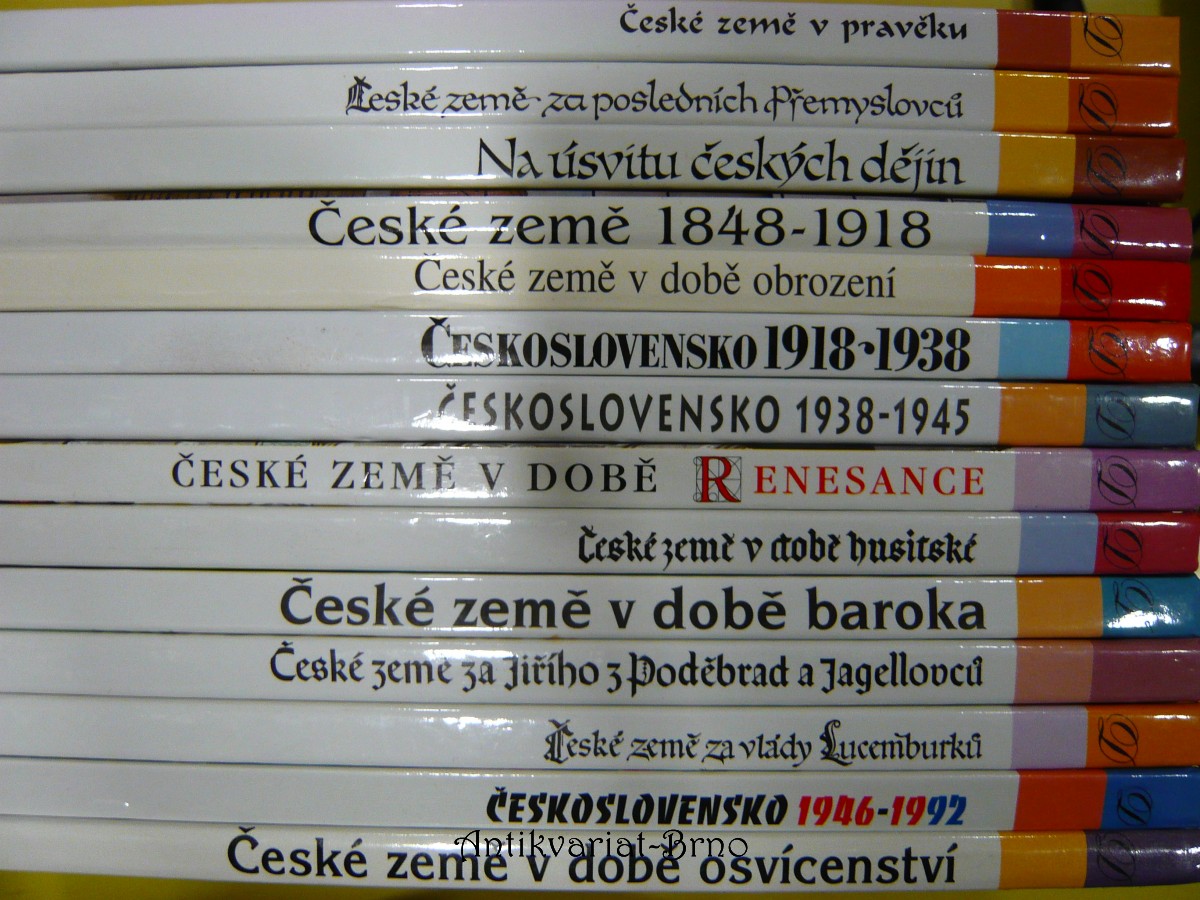 České země v pravěku
České země za posledních Přemyslovců
Na úsvitu českých dějin
České země 1848-1918
České země v době obrození
ČESKOSLOVENSKO 1918-1938
ČESKOSLOVENSKO 1938-1945
ČESKÉ ZEMĚ V DOBĚ RENESANCE
České země v době husitské
České země v době baroka
České země za Jiřího z Poděbrad a Jagellovců
České země za vlády Lucemburků
ČESKOSLOVENSKO 1946-1992
Antikvariat-Brno
České země v době osvícenství